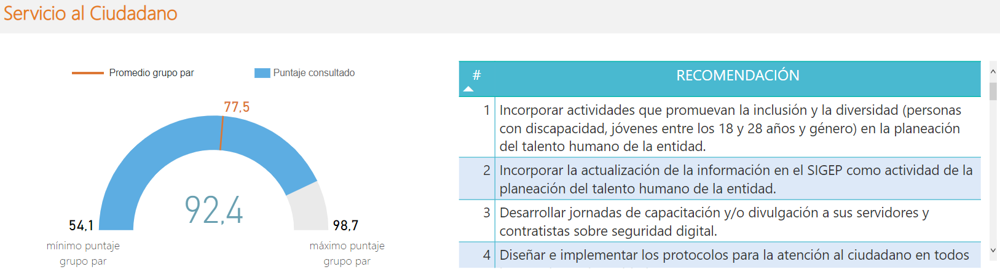 Servicio al Ciudadano
Promedio grupo par
Puntaje consultado
77,5
92,4
54,1
98,7
mínimo puntaje
grupo par
máximo puntaje
grupo par
# RECOMENDACIÓN
1 Incorporar actividades que promuevan la inclusión y la diversidad (personas
con discapacidad, jóvenes entre los 18 y 28 años y género) en la planeación
del talento humano de la entidad.
2 Incorporar la actualización de la información en el SIGEP como actividad de la
planeación del talento humano de la entidad.
3 Desarrollar jornadas de capacitación y/o divulgación a sus servidores y
contratistas sobre seguridad digital.
4 Diseñar e implementar los protocolos para la atención al ciudadano en todos